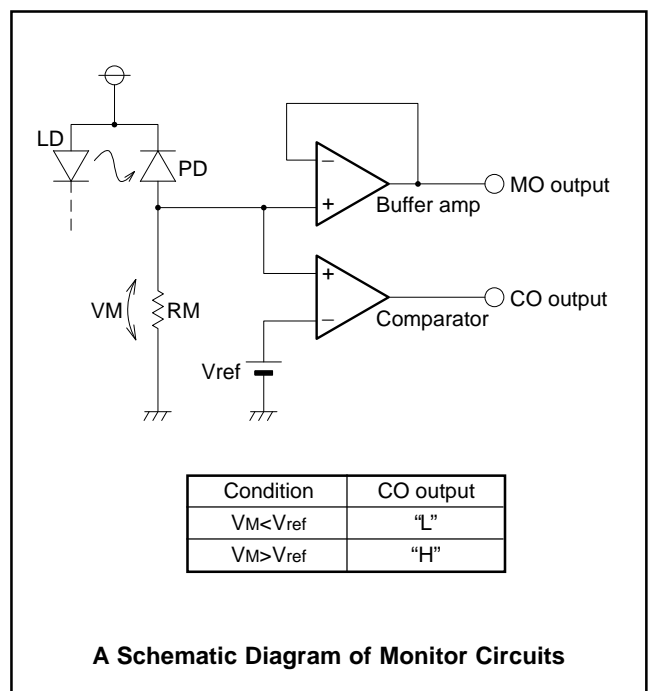 LD
PD
−
+
MO output
Buffer amp
+
−
CO output
Comparator
VM
RM
Vref
Condition CO output
VM<Vref “L”
VM>Vref “H”
A Schematic Diagram of Monitor Circuits